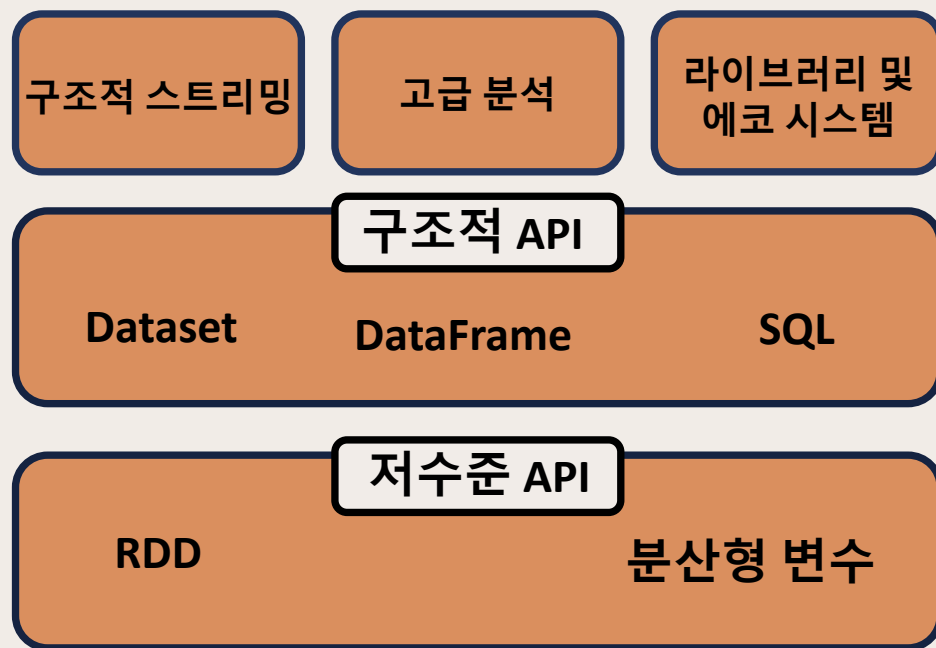 구조적 스트리밍
고급 분석
라이브러리 및
에코 시스템
구조적 API
Dataset
DataFrame
SQL
저수준 API
RDD
분산형 변수